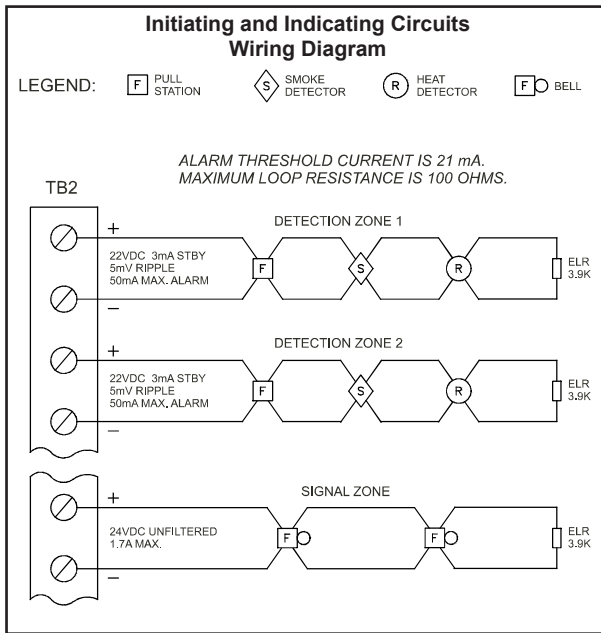 Initiating and Indicating Circuits
Wiring Diagram
LEGEND:
F PULL
STATION
S SMOKE
DETECTOR
R HEAT
DETECTOR
F BELL
ALARM THRESHOLD CURRENT IS 21 mA.
MAXIMUM LOOP RESISTANCE IS 100 OHMS.
TB2
DETECTION ZONE 1
+
22VDC 3mA STBY
5mV RIPPLE
50mA MAX. ALARM
–
F
S
R
ELR
3.9K
DETECTION ZONE 2
+
22VDC 3mA STBY
5mV RIPPLE
50mA MAX. ALARM
–
F
S
R
ELR
3.9K
SIGNAL ZONE
+
24VDC UNFILTERED
1.7A MAX.
–
F
F
ELR
3.9K